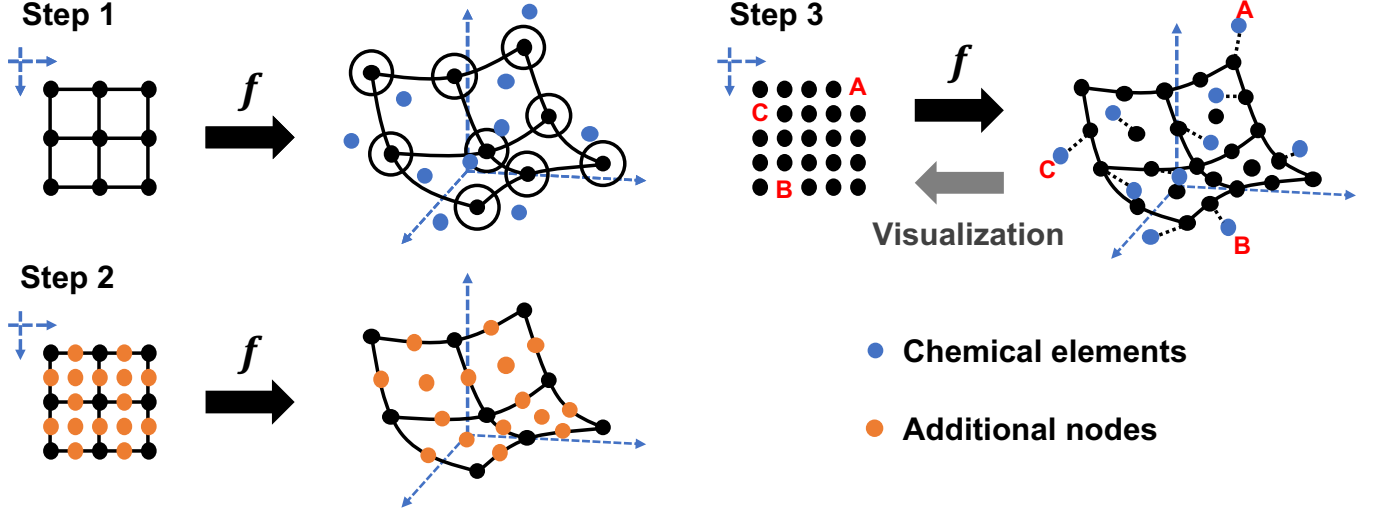 Step 1
f
Step 2
f
Step 3
A
C
B
f
Visualization
A
C
B
Chemical elements
Additional nodes